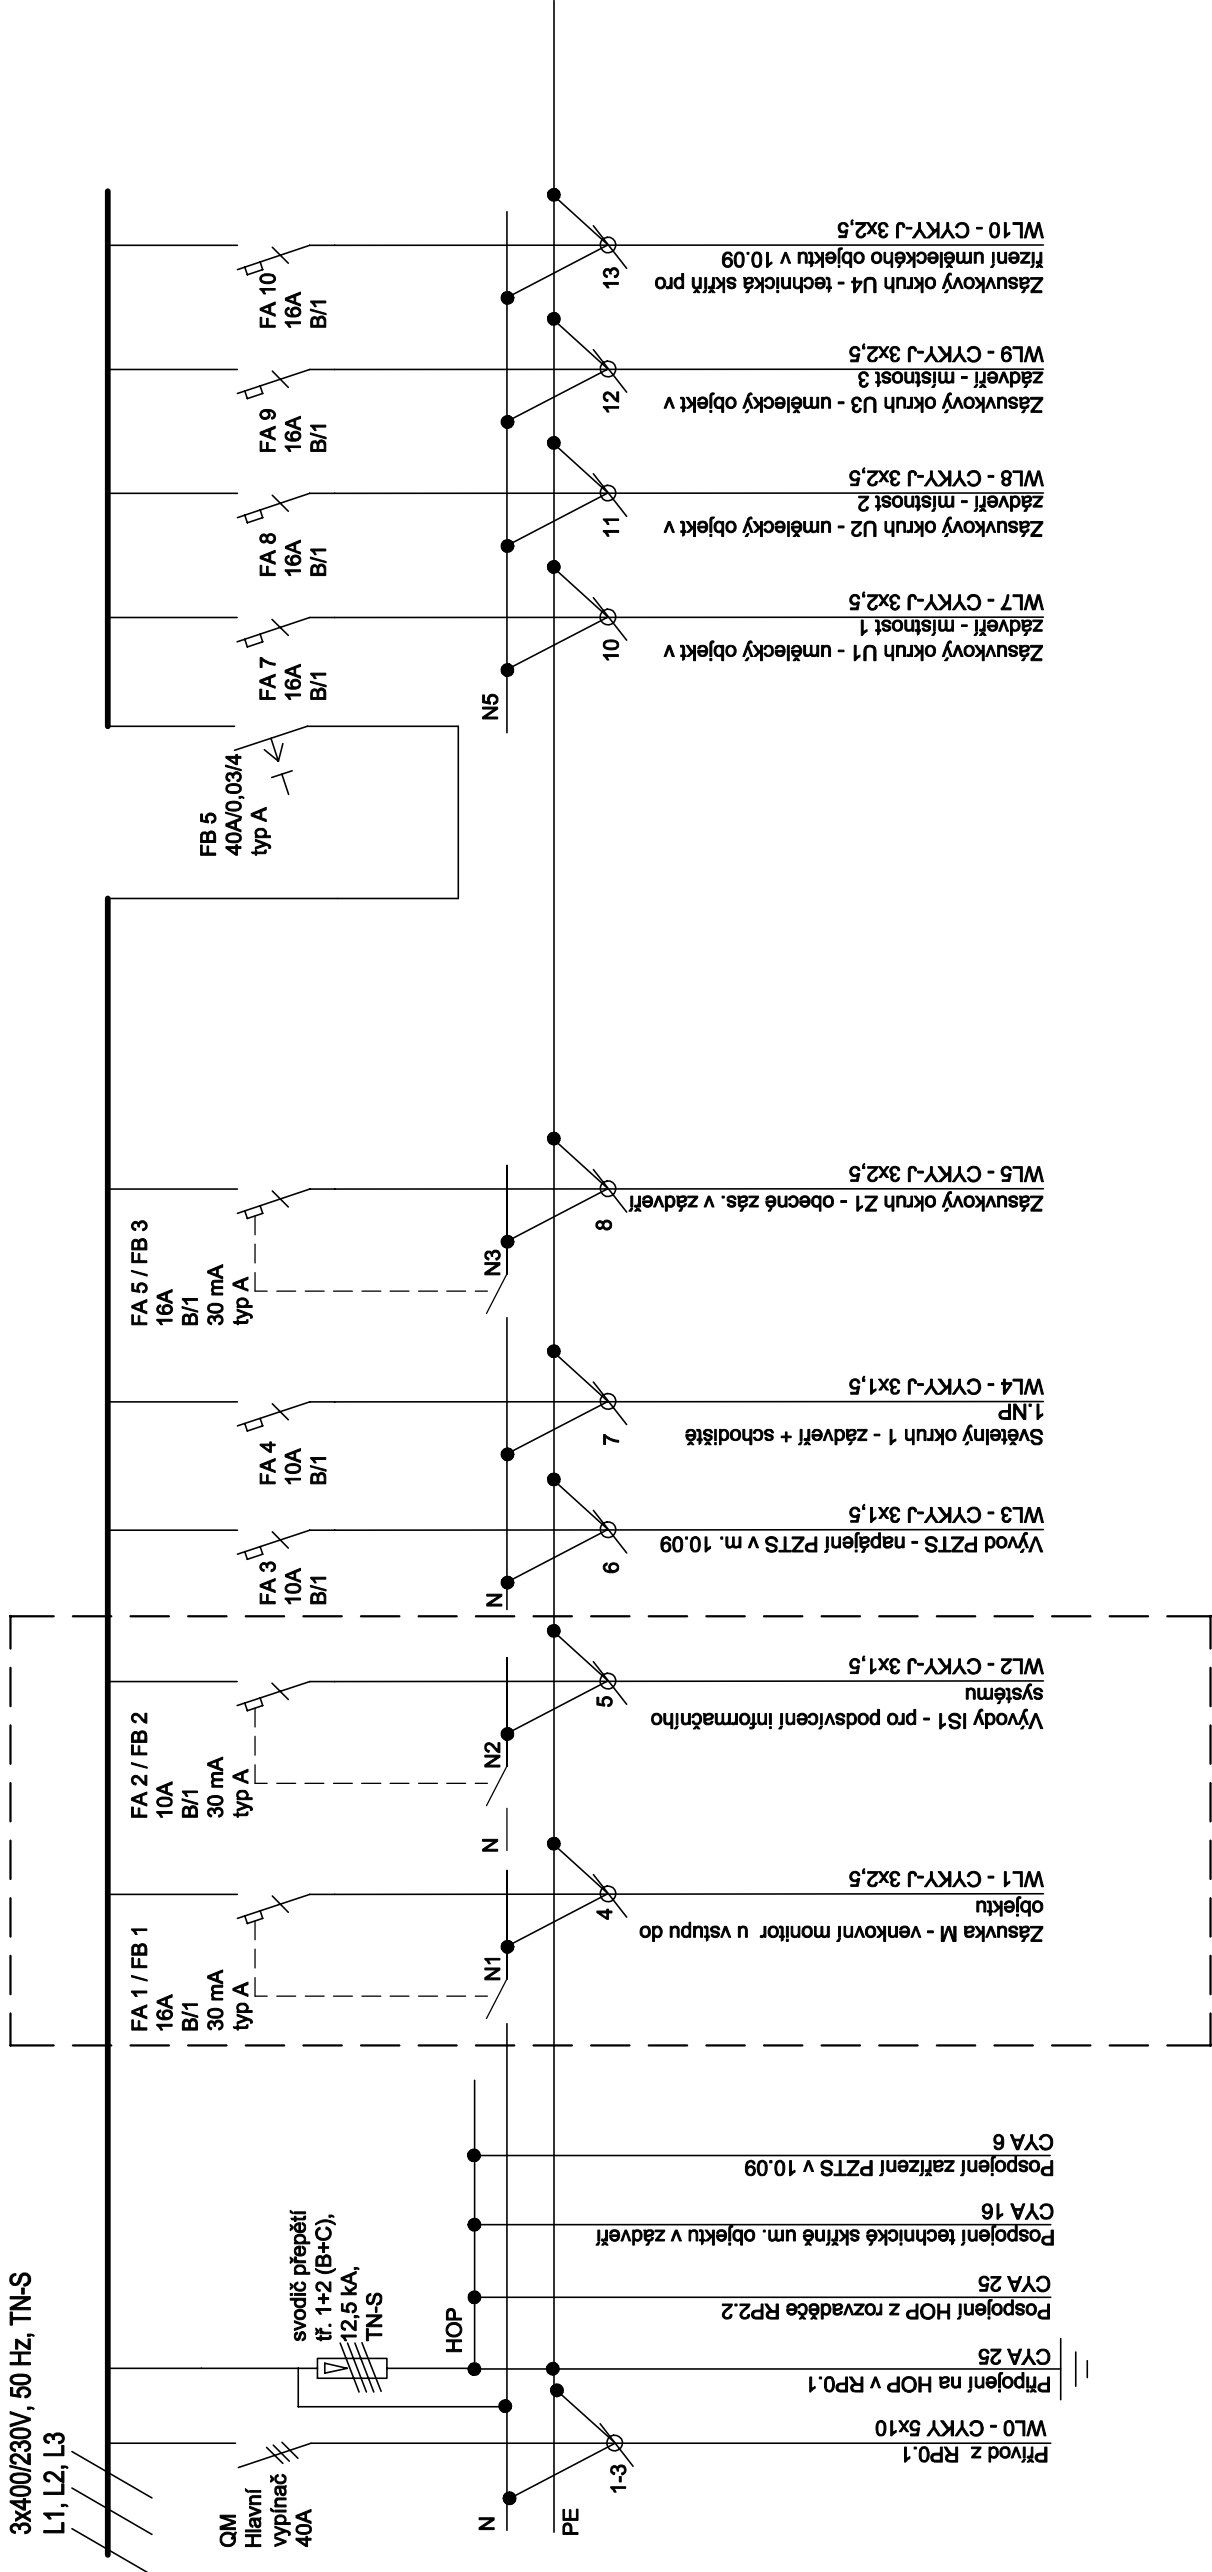 3x400/230V, 50 Hz, TN-S
L1, L2, L3
QM
Hlavní
vypínač
40A
N
PE
1-3
Přívod z RP0.1
WL0 - CYKY 5x10
svodič přepětí
tř. 1+2 (B+C),
12,5 kA,
TN-S
HOP
Připojení na HOP v RP0.1
CYA 25
Pospojení HOP z rozvaděče RP2.2
CYA 25
Pospojení technické skříně um. objektu v zádveří
CYA 16
Pospojení zařízení PZTS v 10.09
CYA 6
FA 1 / FB 1
16A
B/1
30 mA
typ A
N1
4
Zásuvka M - venkovní monitor u vstupu do
objektu
WL1 - CYKY-J 3x2,5
FA 2 / FB 2
10A
B/1
30 mA
typ A
N
N2
5
Vývody IS1 - pro podsvícení informačního
systému
WL2 - CYKY-J 3x1,5
FA 3
10A
B/1
N
6
Vývod PZTS - napájení PZTS v m. 10.09
WL3 - CYKY-J 3x1,5
FA 4
10A
B/1
7
Světelný okruh 1 - zádveří + schodiště
1.NP
WL4 - CYKY-J 3x1,5
FA 5 / FB 3
16A
B/1
30 mA
typ A
N3
8
Zásuvkový okruh Z1 - obecné zás. v zádveří
WL5 - CYKY-J 3x2,5
FB 5
40A/0,03/4
typ A
N5
FA 7
16A
B/1
10
Zásuvkový okruh U1 - umělecký objekt v
zádveří - místnost 1
WL7 - CYKY-J 3x2,5
FA 8
16A
B/1
11
Zásuvkový okruh U2 - umělecký objekt v
zádveří - místnost 2
WL8 - CYKY-J 3x2,5
FA 9
16A
B/1
12
Zásuvkový okruh U3 - umělecký objekt v
zádveří - místnost 3
WL9 - CYKY-J 3x2,5
FA 10
16A
B/1
13
Zásuvkový okruh U4 - technická skříň pro
řízení uměleckého objektu v 10.09
WL10 - CYKY-J 3x2,5